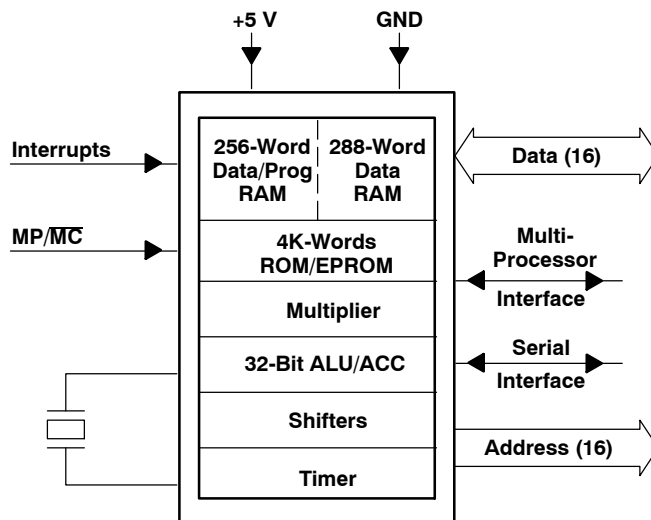 +5 V
GND
Interrupts
256-Word
Data/Prog
RAM
288-Word
Data
RAM
Data (16)
MP/M̅C̅
4K-Words
ROM/EPROM
Multi-
Processor
Interface
Multiplier
32-Bit ALU/ACC
Serial
Interface
Shifters
Address (16)
Timer